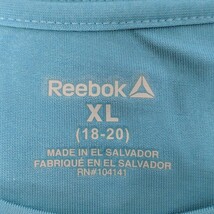 Reebok
XL
(18-20)
MADE IN EL SALVADOR
FABRIQUÉ EN EL SALVADOR
RN#104141